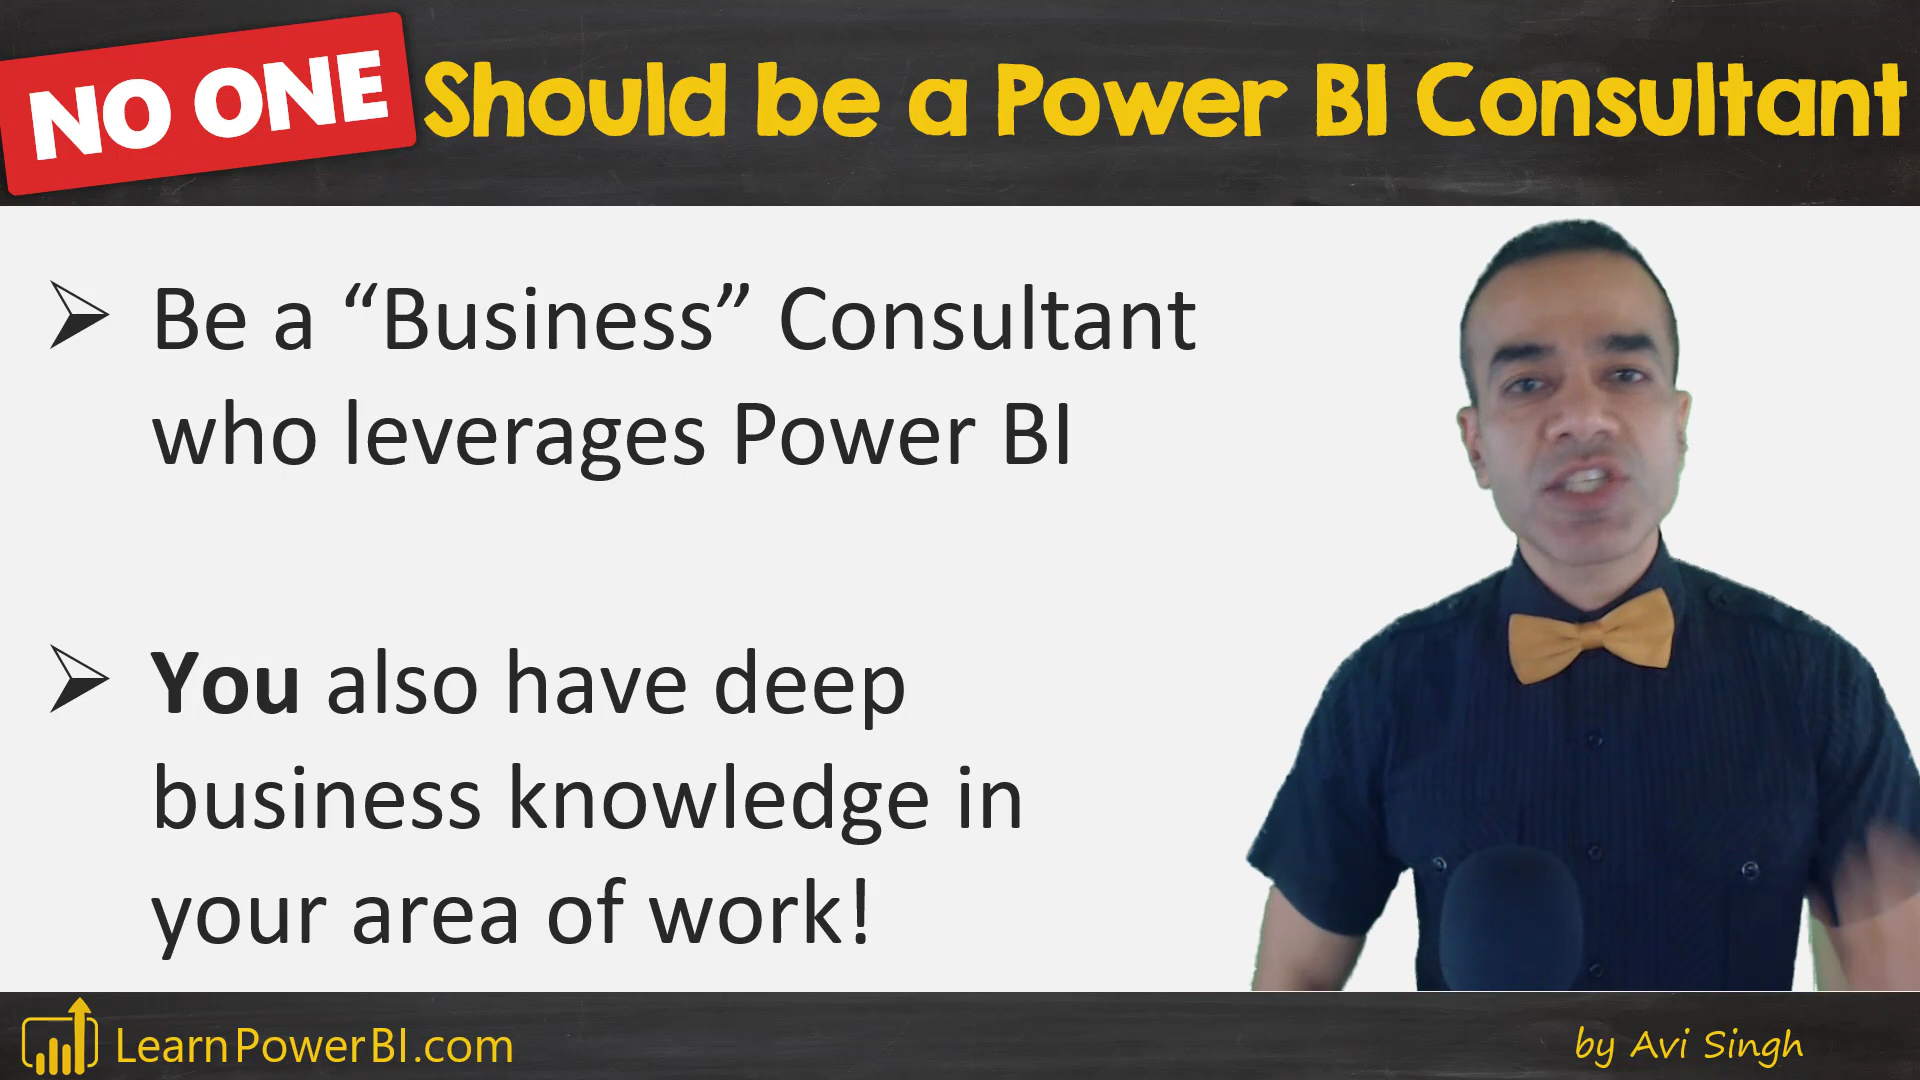 NO ONE Should be a Power BI Consultant
Be a “Business” Consultant
who leverages Power BI
You also have deep
business knowledge in
your area of work!
LearnPowerBI.com
by Avi Singh